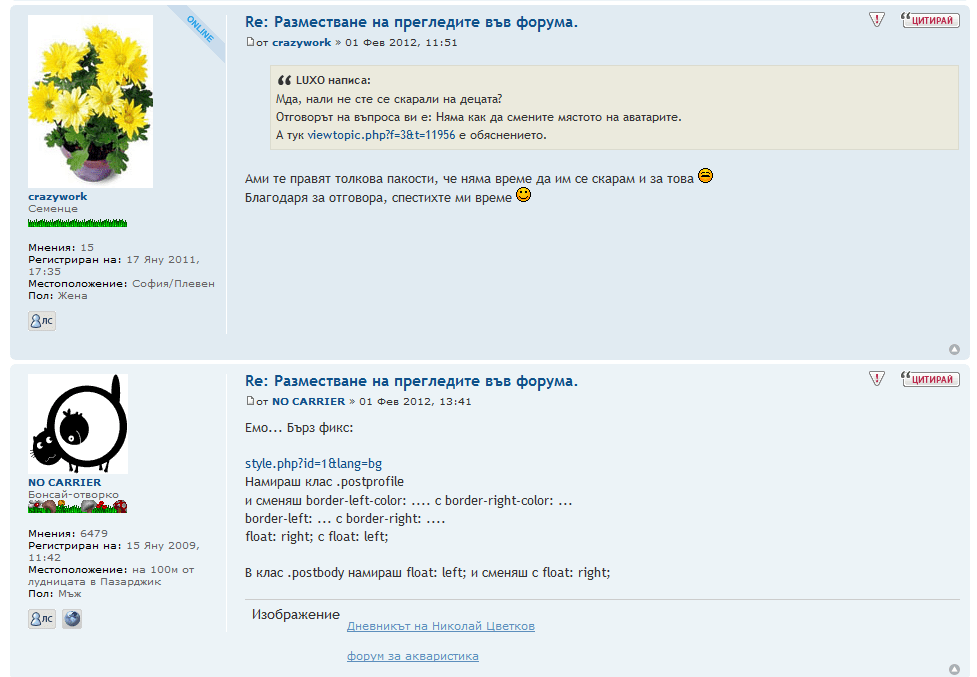 ONLINE
Re: Разместване на прегледите във форума.
ЦИТИРАЙ
от crazywork » 01 Фев 2012, 11:51
LUXO написа:
Мда, нали не сте се скарали на децата?
Отговорът на въпроса ви е: Няма как да смените мястото на аватарите.
А тук viewtopic.php?f=3&t=11956 е обяснението.
Ами те правят толкова пакости, че няма време да им се скарам и за това
Благодаря за отговора, спестихте ми време
crazywork
Семенце
Мнения: 15
Регистриран на: 17 Яну 2011,
17:35
Местоположение: София/Плевен
Пол: Жена
ЛС
Re: Разместване на прегледите във форума.
ЦИТИРАЙ
от NO CARRIER » 01 Фев 2012, 13:41
Емо... Бърз фикс:
style.php?id=1&lang=bg
Намираш клас .postprofile
и сменяш border-left-color: .... с border-right-color: ...
border-left: ... с border-right: ....
float: right; с float: left;
В клас .postbody намираш float: left; и сменяш с float: right;
NO CARRIER
Бонсай-отворко
Мнения: 6479
Регистриран на: 15 Яну 2009,
11:42
Местоположение: на 100м от
лудницата в Пазарджик
Пол: Мъж
ЛС
Изображение
Дневникът на Николай Цветков
форум за акваристика